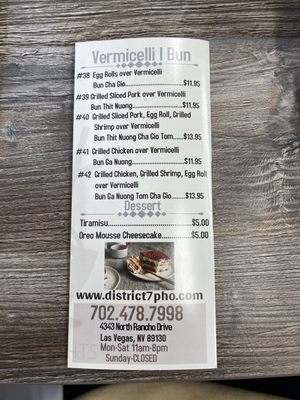 Vermicelli | Bun
#38 Egg Rolls over Vermicelli
Bun Cha Gio..............................$11.95
#39 Grilled Sliced Pork over Vermicelli
Bun Thit Nuong.........................$11.95
#40 Grilled Sliced Pork, Egg Roll, Grilled
Shrimp over Vermicelli
Bun Thit Nuong Cha Gio Tom......$13.95
#41 Grilled Chicken over Vermicelli
Bun Ga Nuong..........................$11.95
#42 Grilled Chicken, Grilled Shrimp, Egg Roll
over Vermicelli
Bun Ga Nuong Tom Cha Gio.......$13.95
Dessert
Tiramisu....................................$5.00
Oreo Mousse Cheesecake............$5.00
www.district7pho.com
702.478.7998
4343 North Rancho Drive
Las Vegas, NV 89130
Mon-Sat 11am-8pm
Sunday-CLOSED